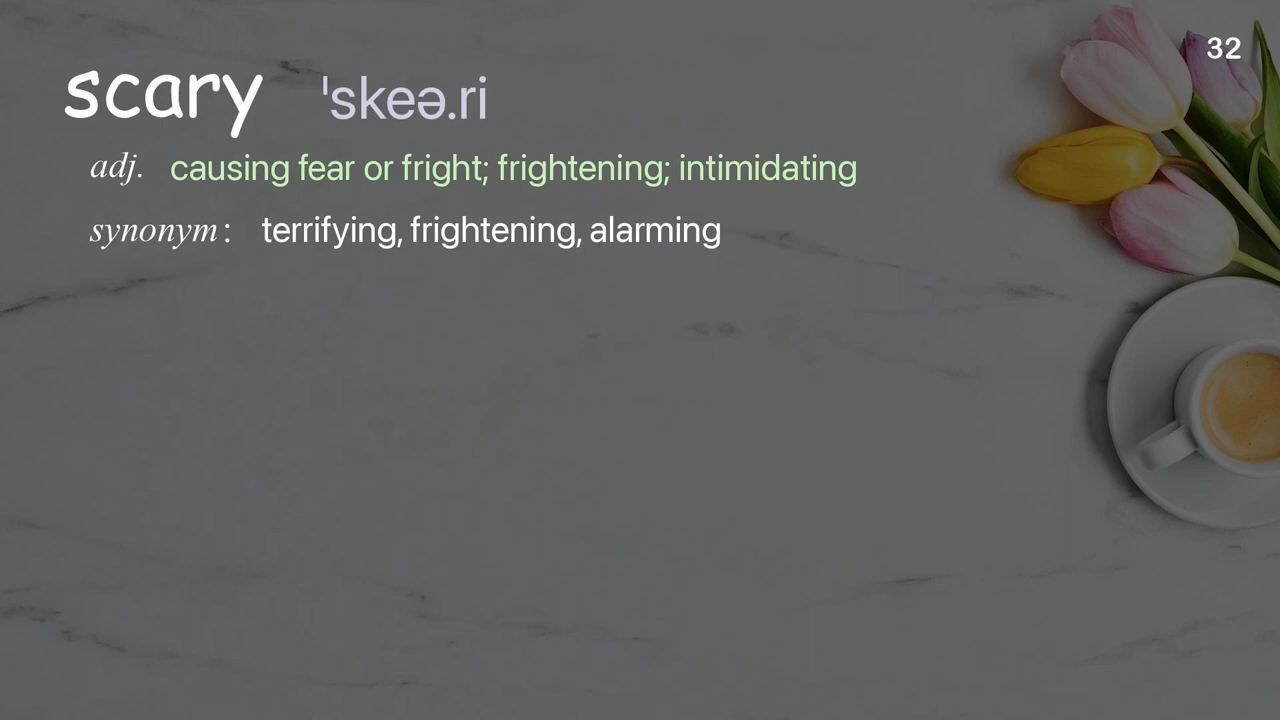 32
scary ˈskeə.ri
adj. causing fear or fright; frightening; intimidating
synonym: terrifying, frightening, alarming